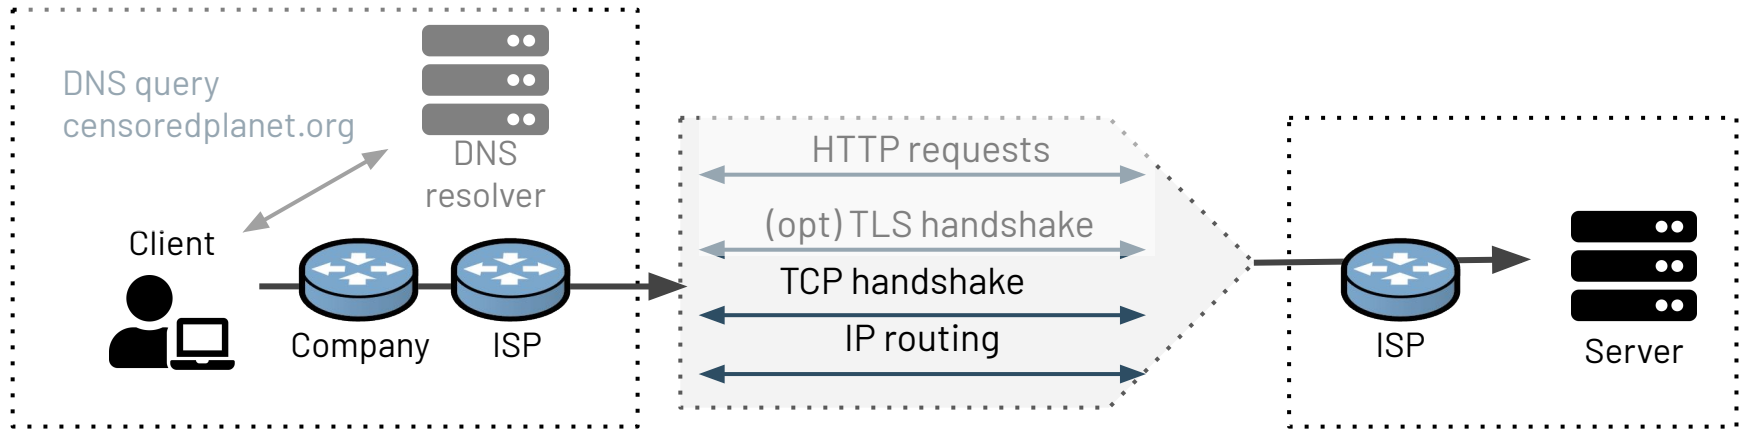 DNS query
censoredplanet.org
DNS
resolver
Client
Company
ISP
HTTP requests
(opt) TLS handshake
TCP handshake
IP routing
ISP
Server